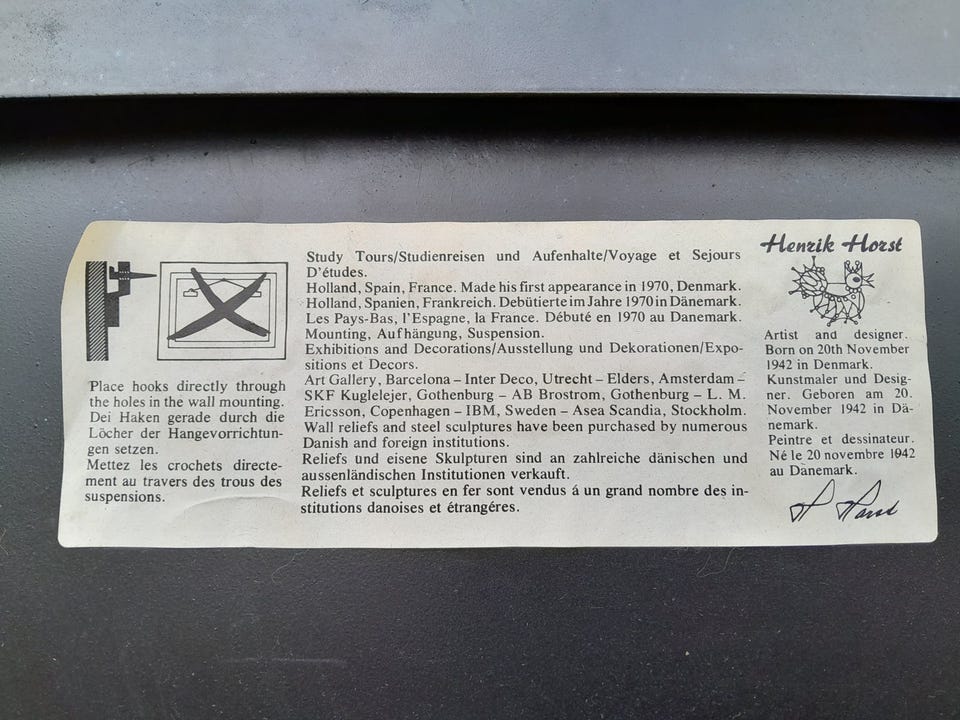 Place hooks directly through
the holes in the wall mounting.
Dei Haken gerade durch die
Löcher der Hangevorrichtun-
gen setzen.
Mettez les crochets directe-
ment au travers des trous des
suspensions.
Study Tours/Studienreisen und Aufenhalte/Voyage et Sejours
D'études.
Holland, Spain, France. Made his first appearance in 1970, Denmark.
Holland, Spanien, Frankreich. Debütierte im Jahre 1970 in Dänemark.
Les Pays-Bas, l'Espagne, la France. Débuté en 1970 au Danemark.
Mounting, Aufhängung, Suspension.
Exhibitions and Decorations/Ausstellung und Dekorationen/Expo-
sitions et Decors.
Art Gallery, Barcelona – Inter Deco, Utrecht – Elders, Amsterdam –
SKF Kuglelejer, Gothenburg – AB Brostrom, Gothenburg – L. M.
Ericsson, Copenhagen – IBM, Sweden – Asea Scandia, Stockholm.
Wall reliefs and steel sculptures have been purchased by numerous
Danish and foreign institutions.
Reliefs und eisene Skulpturen sind an zahlreiche dänischen und
aussenländischen Institutionen verkauft.
Reliefs et sculptures en fer sont vendus á un grand nombre des in-
stitutions danoises et étrangéres.
Henrik Horst
Artist and designer.
Born on 20th November
1942 in Denmark.
Kunstmaler und Desig-
ner. Geboren am 20.
November 1942 in Dä-
nemark.
Peintre et dessinateur.
Né le 20 novembre 1942
au Danemark.
H Horst